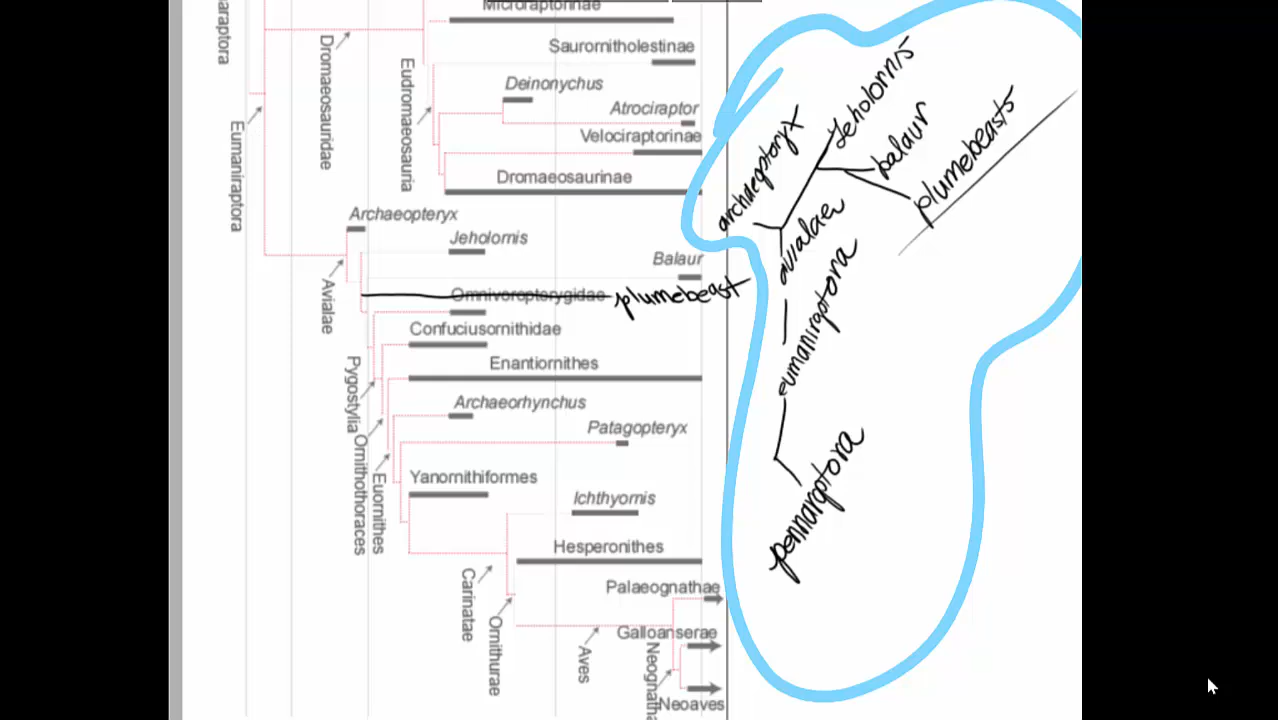 Microraptorinae
Saurornitholestinae
Dromaeosauridae
Eudromaeosauria
Deinonychus
Atrociraptor
Velociraptorinae
Eumaniraptora
Dromaeosaurinae
Archaeopteryx
Jeholornis
Balaur
Avialae
Omnivoropterygidae plumebeast
Confuciusornithidae
Enantiornithes
Pygostylia
Archaeorhynchus
Patagopteryx
Ornithothoraces
Euornithes
Yanornithiformes
Ichthyornis
Hesperonithes
Carinatae
Palaeognathae
Ornithurae
Galloanserae
Aves
Neoaves
archaeopteryx
Jeholornis
balaur
plumebeasts
avialae
eumaniraptora
pennaraptora